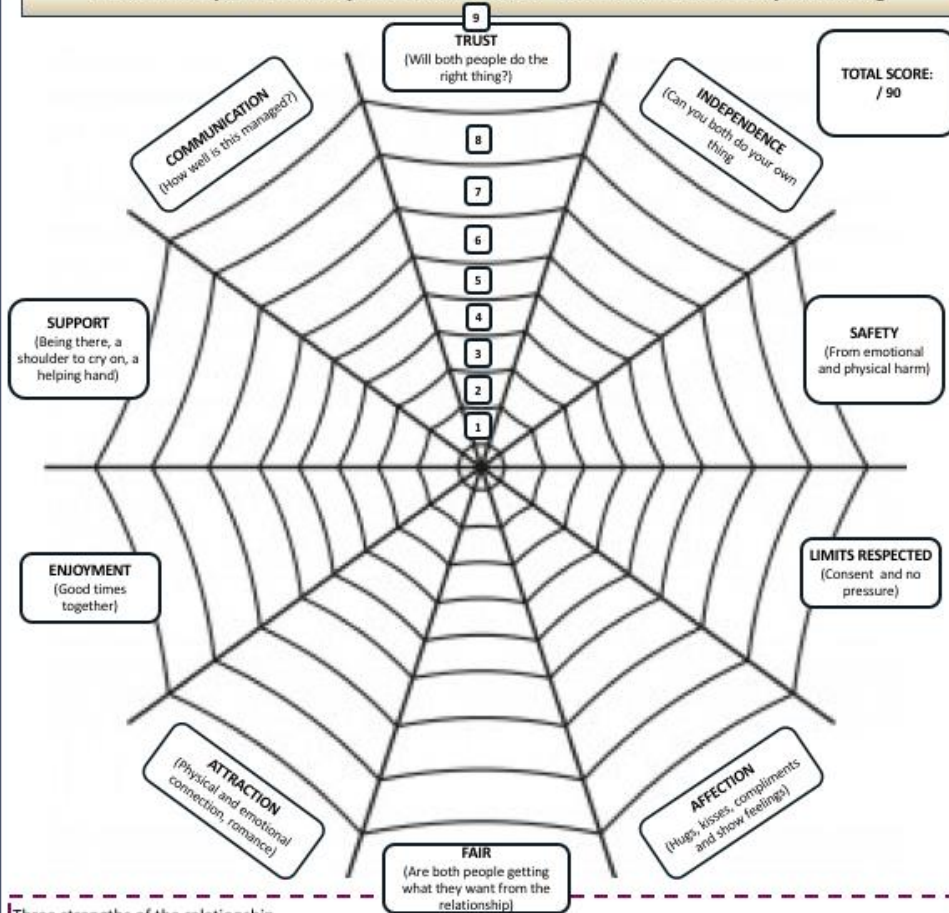 9
TRUST
(Will both people do the
right thing?)
TOTAL SCORE:
/ 90
COMMUNICATION
(How well is this managed?)
INDEPENDENCE
(Can you both do your own
thing
8
7
6
5
4
3
2
1
SUPPORT
(Being there, a
shoulder to cry on, a
helping hand)
SAFETY
(From emotional
and physical harm)
ENJOYMENT
(Good times
together)
LIMITS RESPECTED
(Consent and no
pressure)
ATTRACTION
(Physical and emotional
connection, romance)
AFFECTION
(Hugs, kisses, compliments
and show feelings)
FAIR
(Are both people getting
what they want from the
relationship)
Three strengths of the relationship